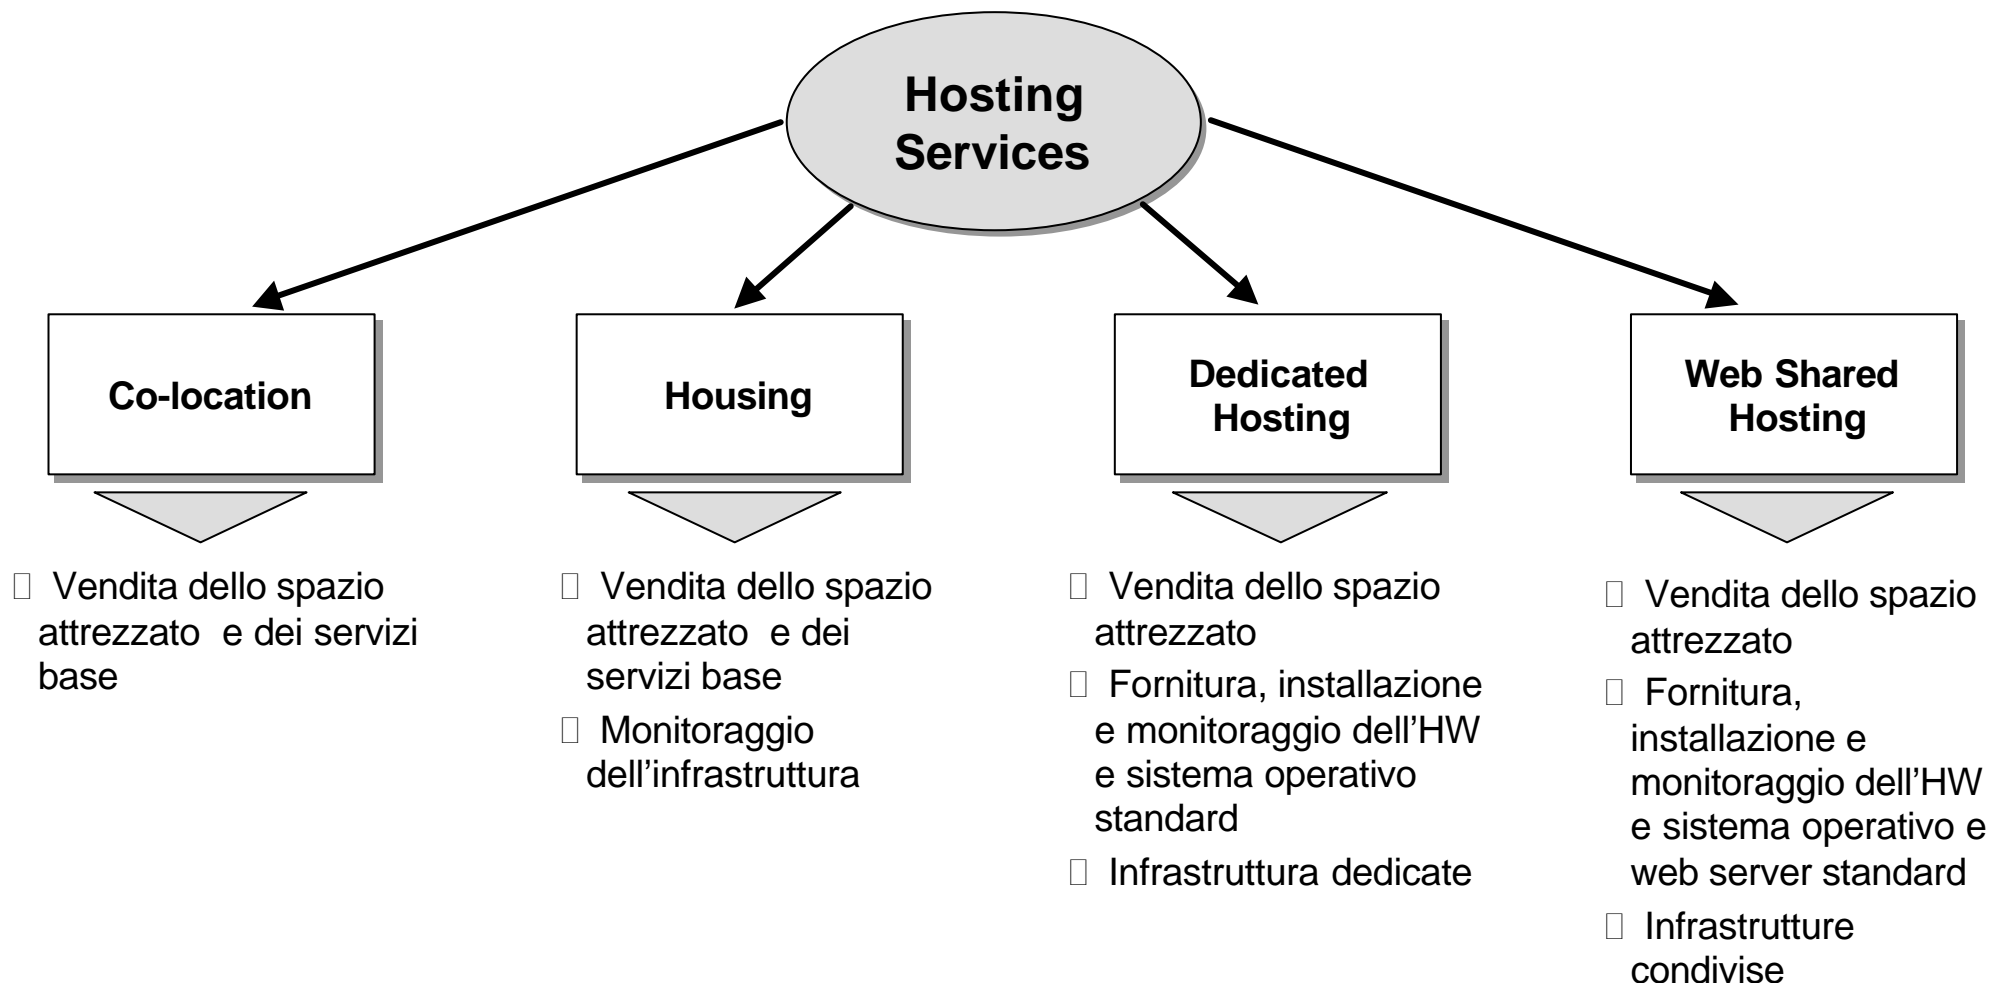 Hosting
Services
Co-location
Housing
Dedicated
Hosting
Web Shared
Hosting
Vendita dello spazio
attrezzato e dei servizi
base
Vendita dello spazio
attrezzato e dei
servizi base
Monitoraggio
dell’infrastruttura
Vendita dello spazio
attrezzato
Fornitura, installazione
e monitoraggio dell’HW
e sistema operativo
standard
Infrastruttura dedicate
Vendita dello spazio
attrezzato
Fornitura,
installazione e
monitoraggio dell’HW
e sistema operativo e
web server standard
Infrastrutture
condivise